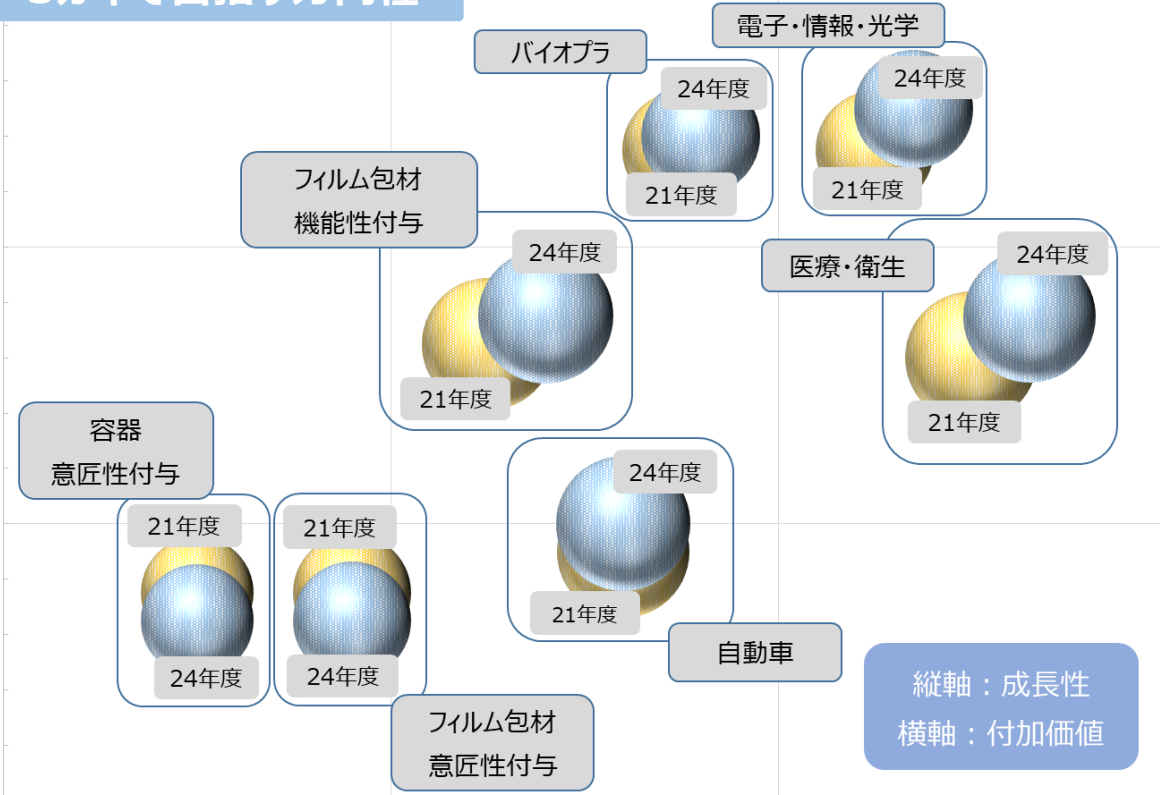 電子・情報・光学
バイオプラ
24年度
24年度
21年度
21年度
フィルム包材
機能性付与
24年度
医療・衛生
24年度
21年度
21年度
容器
意匠性付与
24年度
21年度
21年度
21年度
自動車
24年度
24年度
フィルム包材
意匠性付与
縦軸：成長性
横軸：付加価値